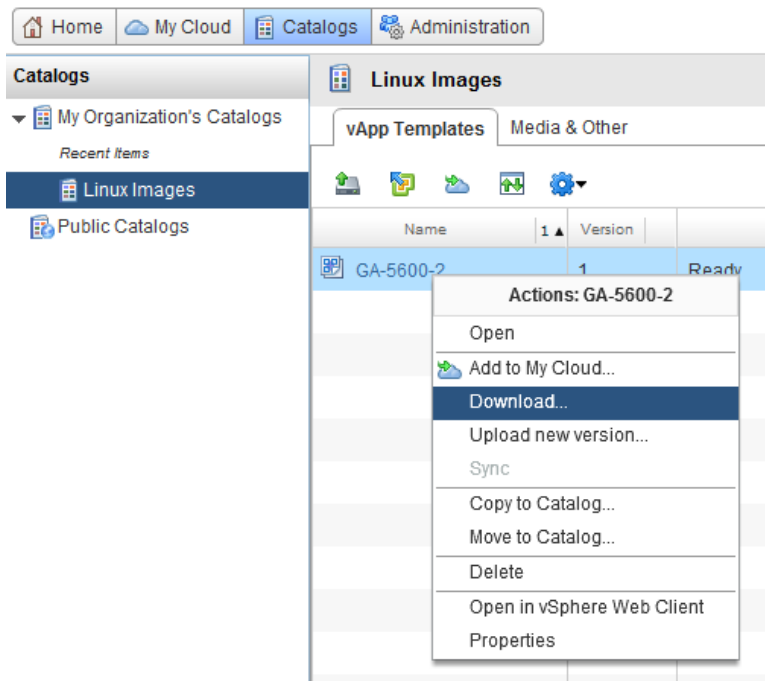 Home My Cloud Catalogs Administration
Catalogs
Linux Images
My Organization's Catalogs
vApp Templates Media & Other
Recent Items
Linux Images
Public Catalogs
Name 1 Version
GA-5600-2 1 Ready
Actions: GA-5600-2
Open
Add to My Cloud...
Download...
Upload new version...
Sync
Copy to Catalog...
Move to Catalog...
Delete
Open in vSphere Web Client
Properties